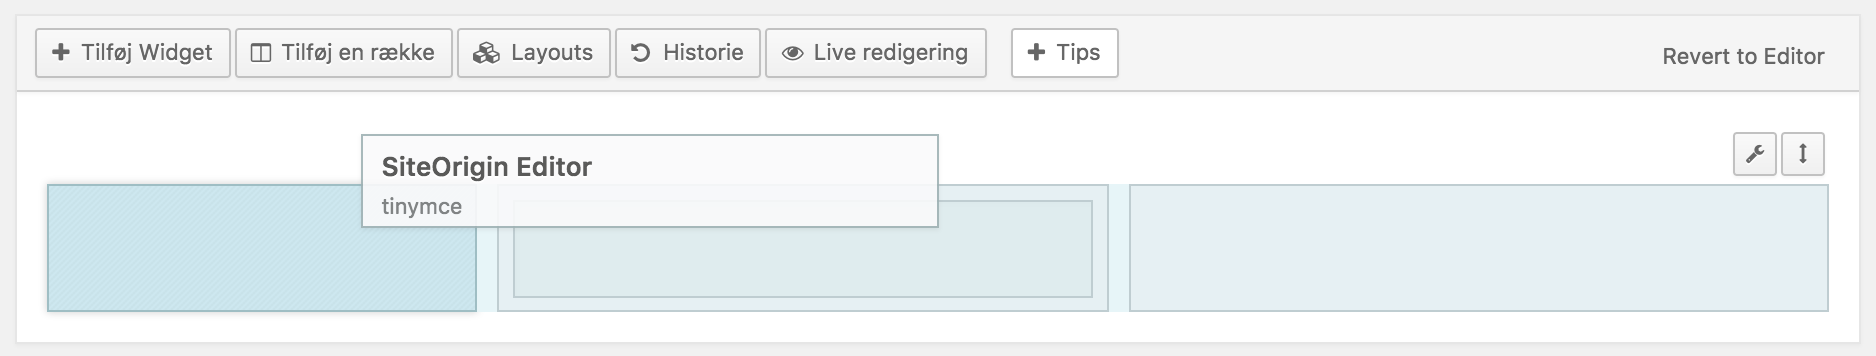 Tilføj Widget Tilføj en række Layouts Historie Live redigering Tips Revert to Editor
SiteOrigin Editor
tinymce